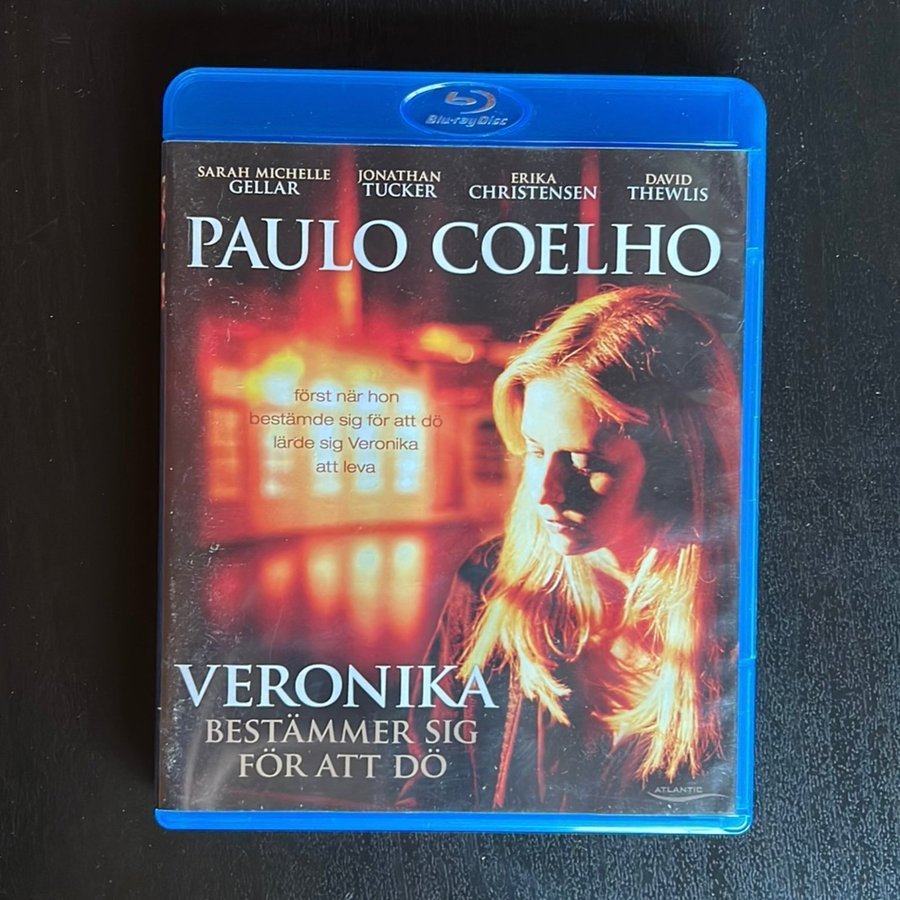 Blu-ray Disc
SARAH MICHELLE GELLAR
JONATHAN TUCKER
ERIKA CHRISTENSEN
DAVID THEWLIS
PAULO COELHO
först när hon
bestämde sig för att dö
lärde sig Veronika
att leva
VERONIKA
BESTÄMMER SIG
FÖR ATT DÖ
ATLANTIC